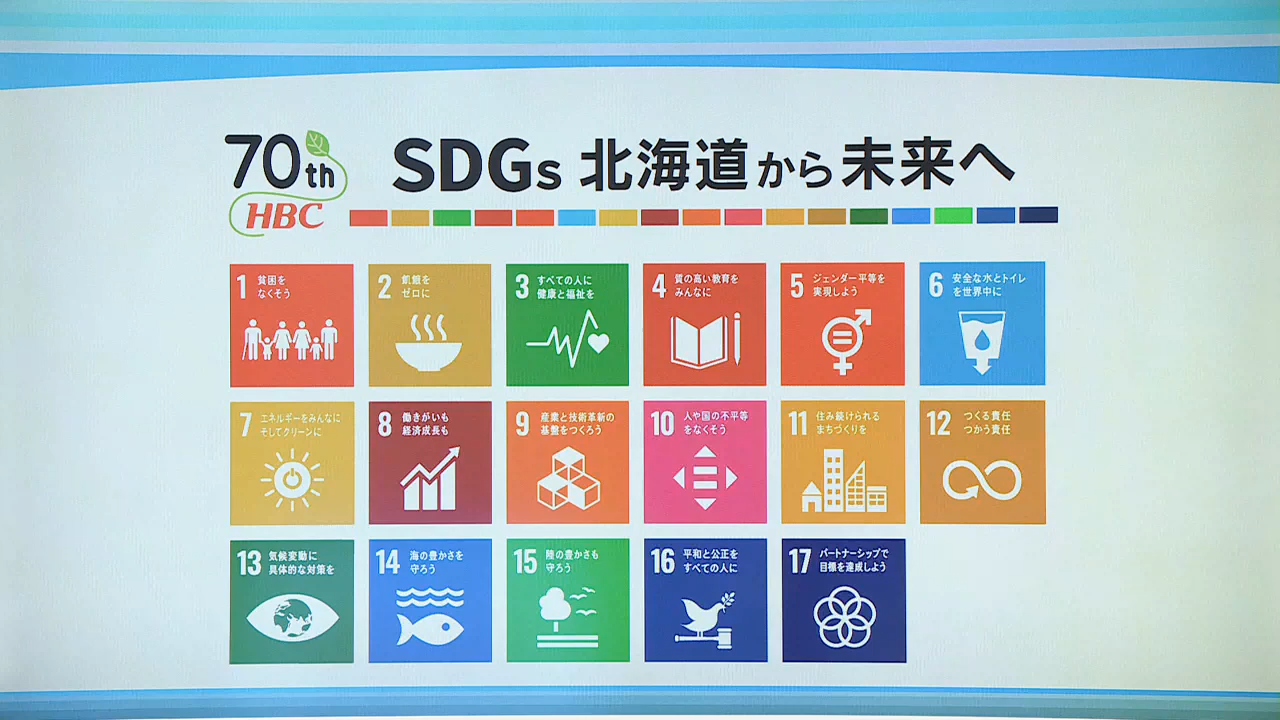 70th
HBC
SDGs 北海道から未来へ
1 貧困を
なくそう
2 飢餓を
ゼロに
3 すべての人に
健康と福祉を
4 質の高い教育を
みんなに
5 ジェンダー平等を
実現しよう
6 安全な水とトイレ
を世界中に
7 エネルギーをみんなに
そしてクリーンに
8 働きがいも
経済成長も
9 産業と技術革新の
基盤をつくろう
10 人や国の不平等
をなくそう
11 住み続けられる
まちづくりを
12 つくる責任
つかう責任
13 気候変動に
具体的な対策を
14 海の豊かさを
守ろう
15 陸の豊かさも
守ろう
16 平和と公正を
すべての人に
17 パートナーシップで
目標を達成しよう